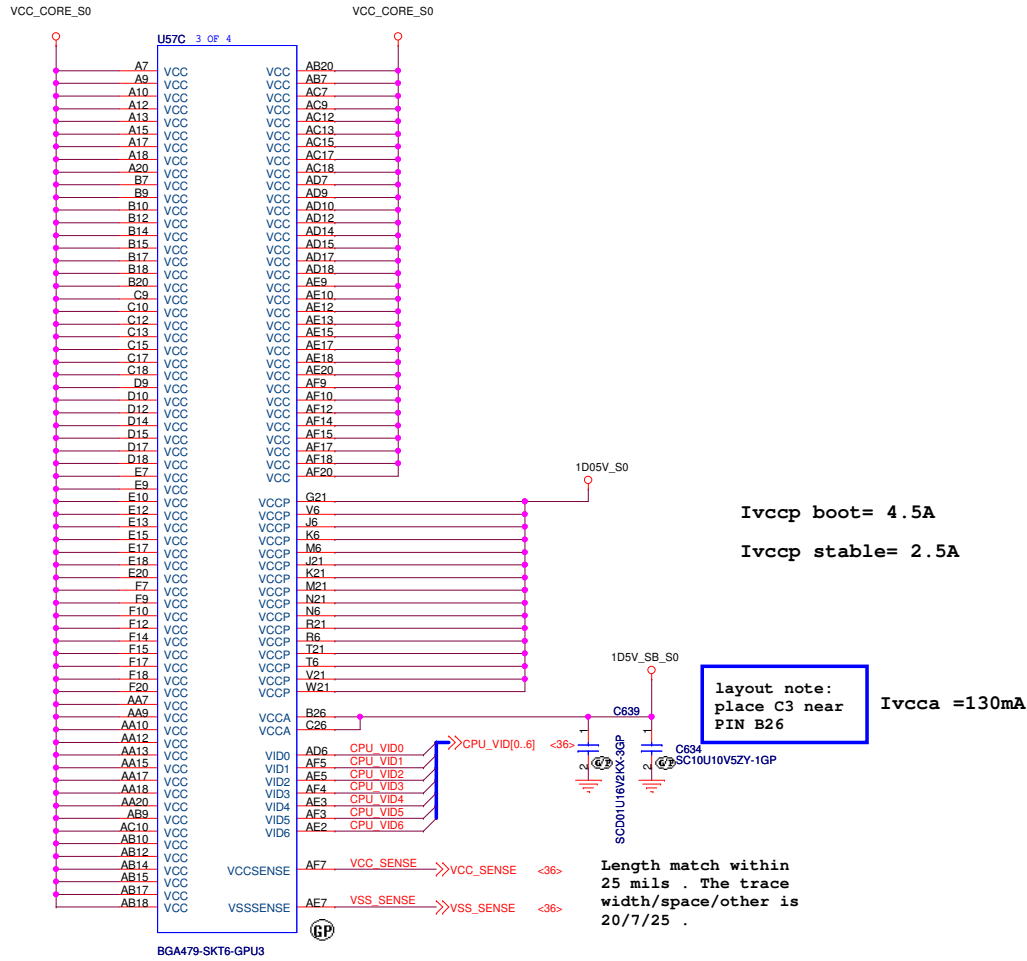 VCC_CORE_S0 VCC_CORE_S0
U57C 3 OF 4
A7 VCC VCC AB20
A9 VCC VCC AB7
A10 VCC VCC AC7
A12 VCC VCC AC9
A13 VCC VCC AC12
A15 VCC VCC AC13
A17 VCC VCC AC15
A18 VCC VCC AC17
A20 VCC VCC AC18
B7 VCC VCC AD7
B9 VCC VCC AD9
B10 VCC VCC AD10
B12 VCC VCC AD12
B14 VCC VCC AD14
B15 VCC VCC AD15
B17 VCC VCC AD17
B18 VCC VCC AD18
B20 VCC VCC AE9
C9 VCC VCC AE10
C10 VCC VCC AE12
C12 VCC VCC AE13
C13 VCC VCC AE15
C15 VCC VCC AE17
C17 VCC VCC AE18
C18 VCC VCC AE20
D9 VCC VCC AF9
D10 VCC VCC AF10
D12 VCC VCC AF12
D14 VCC VCC AF14
D15 VCC VCC AF15
D17 VCC VCC AF17
D18 VCC VCC AF18
E7 VCC VCC AF20
1D05V_S0
E9 VCC
E10 VCC VCCP G21
E12 VCC VCCP V6
Ivccp boot= 4.5A
E13 VCC VCCP J6
E15 VCC VCCP K6
E17 VCC VCCP M6
Ivccp stable= 2.5A
E18 VCC VCCP J21
E20 VCC VCCP K21
F7 VCC VCCP M21
F9 VCC VCCP N21
F10 VCC VCCP N6
F12 VCC VCCP R21
F14 VCC VCCP R6
F15 VCC VCCP T21
1D5V_SB_S0
F17 VCC VCCP T6
F18 VCC VCCP V21
F20 VCC VCCP W21
layout note:
place C3 near
PIN B26
Ivcca =130mA
AA7 VCC
AA9 VCC VCCA B26
AA10 VCC VCCA C26
C639
1
2
SCD01U16V2KX-3GP
GP
1
2
C634
SC10U10V5ZY-1GP
GP
AA12 VCC
AA13 VCC VID0 AD6 CPU_VID0
CPU_VID[0..6] <36>
AA15 VCC VID1 AF5 CPU_VID1
AA17 VCC VID2 AE5 CPU_VID2
AA18 VCC VID3 AF4 CPU_VID3
AA20 VCC VID4 AE3 CPU_VID4
AB9 VCC VID5 AF3 CPU_VID5
AC10 VCC VID6 AE2 CPU_VID6
AB10 VCC
AB12 VCC
AB14 VCC VCCSENSE AF7 VCC_SENSE VCC_SENSE <36>
AB15 VCC
AB17 VCC
AB18 VCC VSSSENSE AE7 VSS_SENSE VSS_SENSE <36>
Length match within
25 mils . The trace
width/space/other is
20/7/25 .
GP
BGA479-SKT6-GPU3